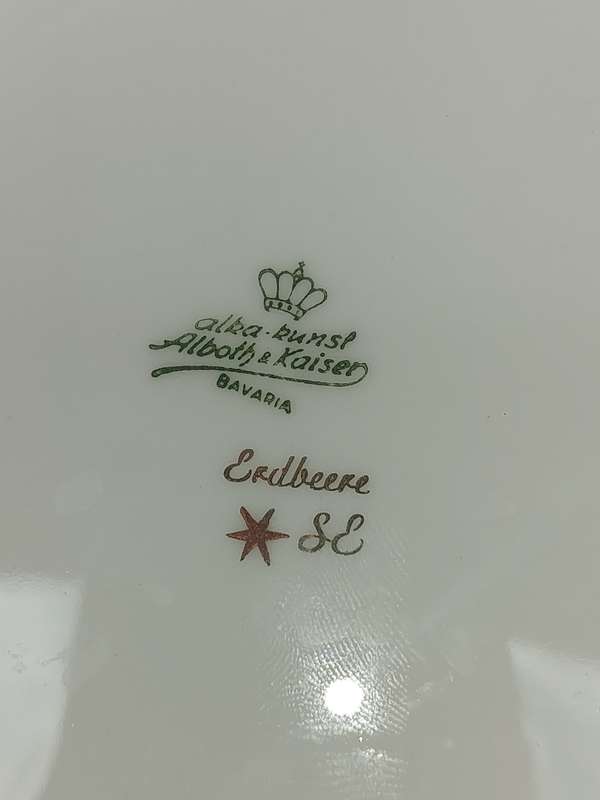 alka-kunst
Alboth & Kaiser
BAVARIA
Erdbeere
SE